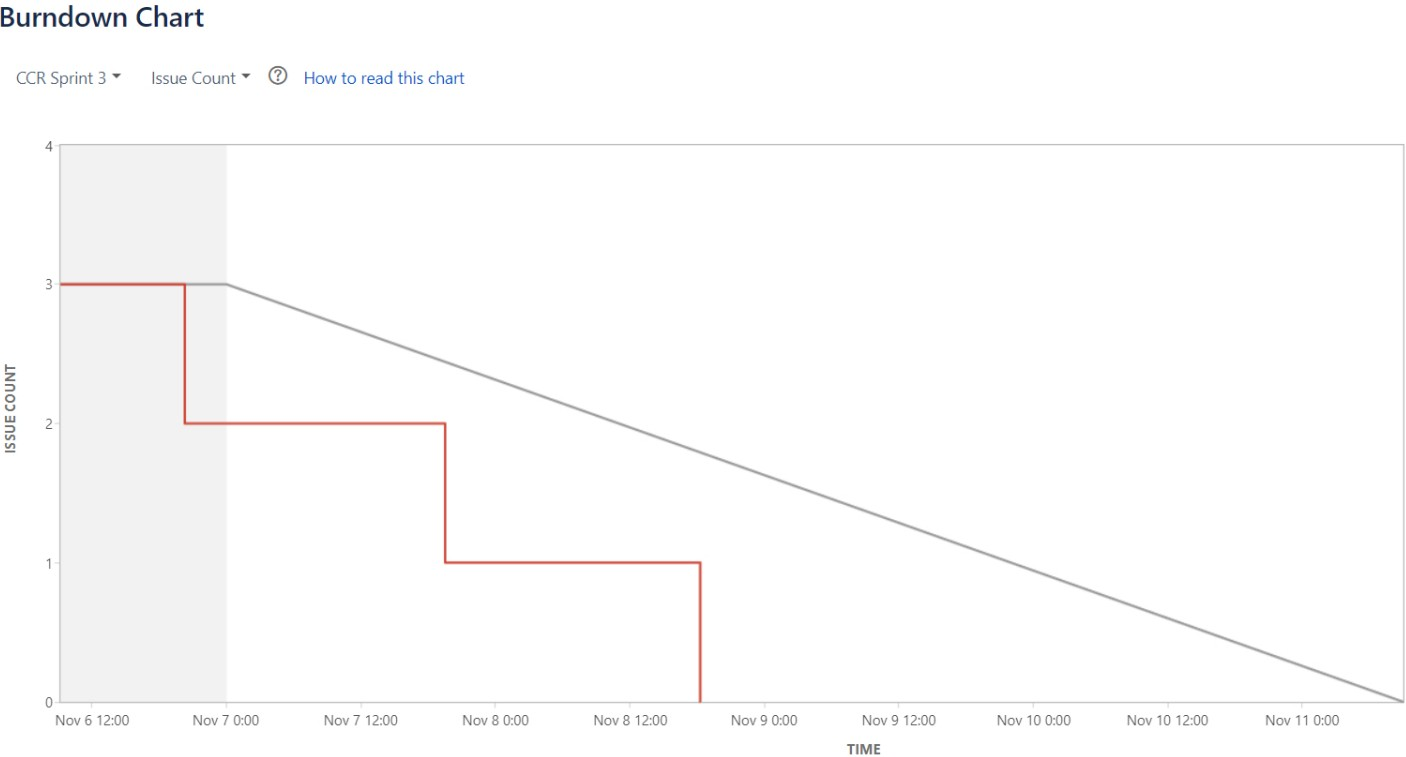 Burndown Chart
CCR Sprint 3 Issue Count ? How to read this chart
4
3
2
1
0
ISSUE COUNT
Nov 6 12:00 Nov 7 0:00 Nov 7 12:00 Nov 8 0:00 Nov 8 12:00 Nov 9 0:00 Nov 9 12:00 Nov 10 0:00 Nov 10 12:00 Nov 11 0:00
TIME